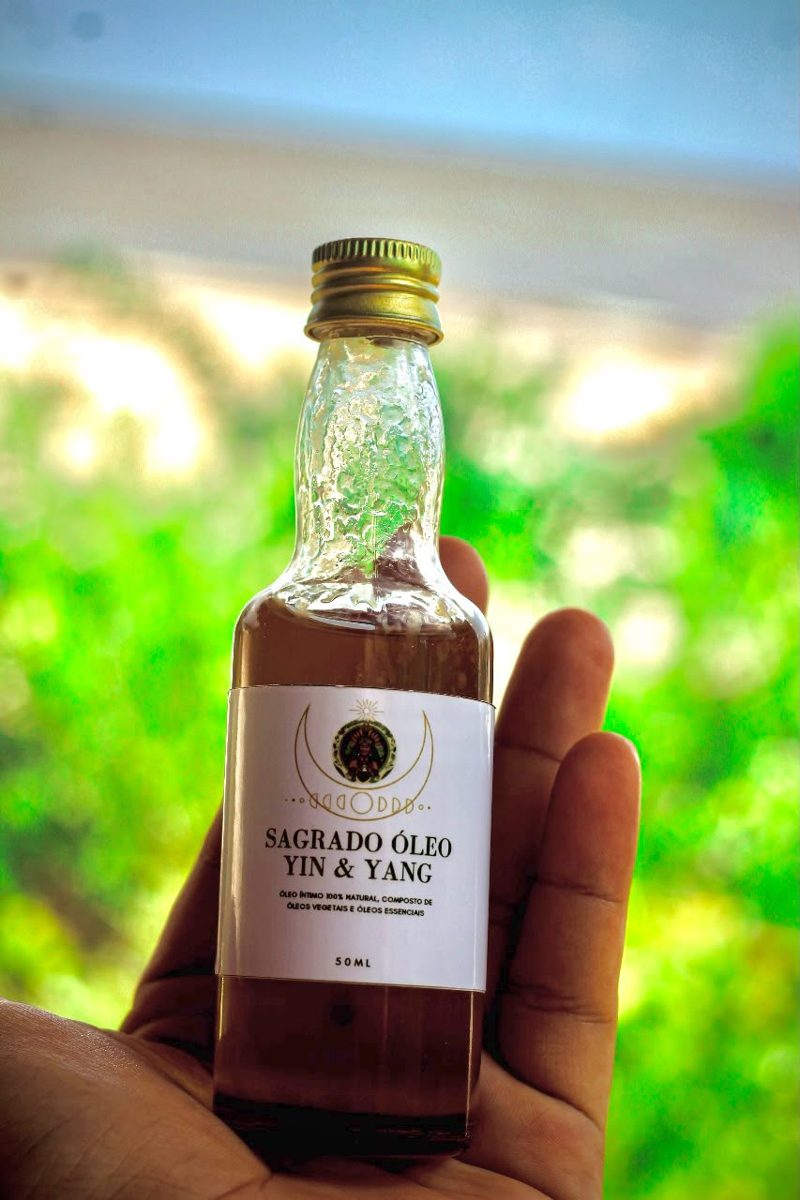 SAGRADO ÓLEO
YIN & YANG
ÓLEO ÍNTIMO 100% NATURAL, COMPOSTO DE
ÓLEOS VEGETAIS E ÓLEOS ESSENCIAIS
50ML